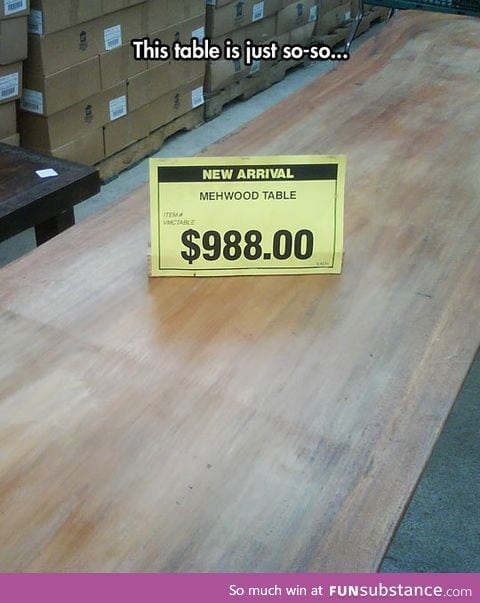 This table is just so-so...
NEW ARRIVAL
MEHWOOD TABLE
ITEM#
VMCTABLE
$988.00
So much win at FUNsubstance.com